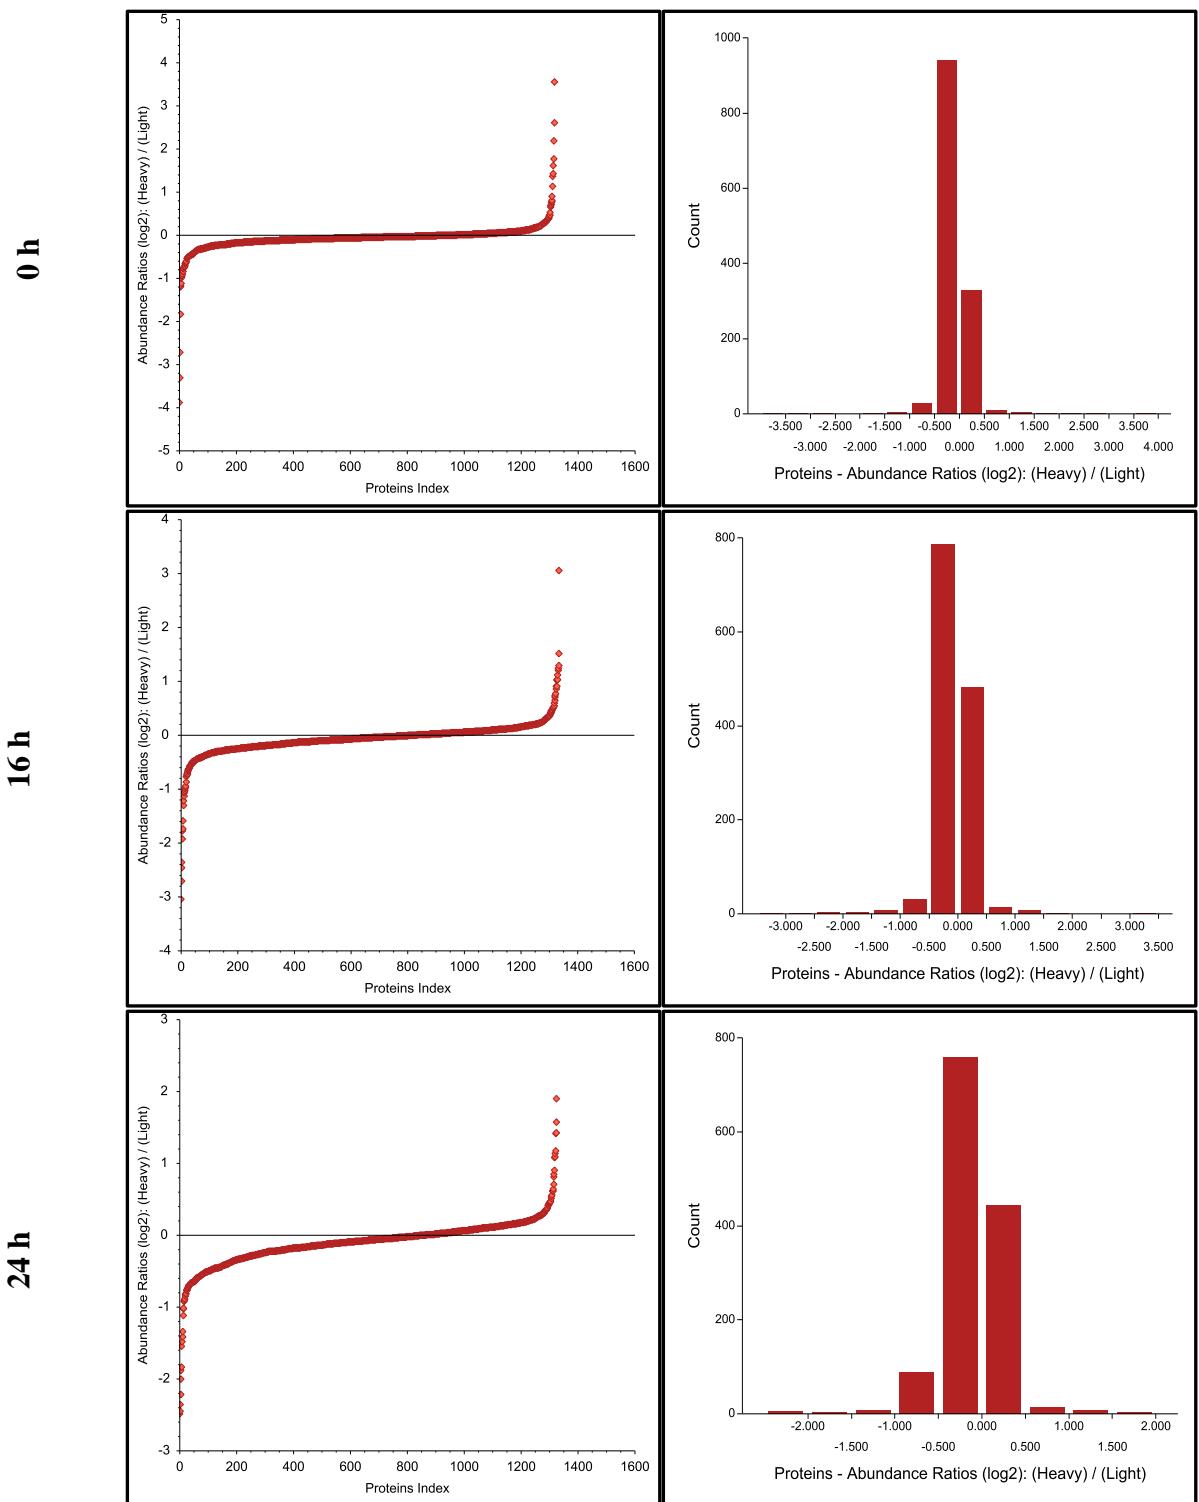 0 h
5
4
3
2
1
0
-1
-2
-3
-4
-5
Abundance Ratios (log2): (Heavy) / (Light)
0 200 400 600 800 1000 1200 1400 1600
Proteins Index
1000
800
600
400
200
0
Count
-3.500 -2.500 -1.500 -0.500 0.500 1.500 2.500 3.500
-3.000 -2.000 -1.000 0.000 1.000 2.000 3.000 4.000
Proteins - Abundance Ratios (log2): (Heavy) / (Light)
16 h
4
3
2
1
0
-1
-2
-3
-4
Abundance Ratios (log2): (Heavy) / (Light)
0 200 400 600 800 1000 1200 1400 1600
Proteins Index
800
600
400
200
0
Count
-3.000 -2.000 -1.000 0.000 1.000 2.000 3.000
-2.500 -1.500 -0.500 0.500 1.500 2.500 3.500
Proteins - Abundance Ratios (log2): (Heavy) / (Light)
24 h
3
2
1
0
-1
-2
-3
Abundance Ratios (log2): (Heavy) / (Light)
0 200 400 600 800 1000 1200 1400 1600
Proteins Index
800
600
400
200
0
Count
-2.000 -1.000 0.000 1.000 2.000
-1.500 -0.500 0.500 1.500
Proteins - Abundance Ratios (log2): (Heavy) / (Light)